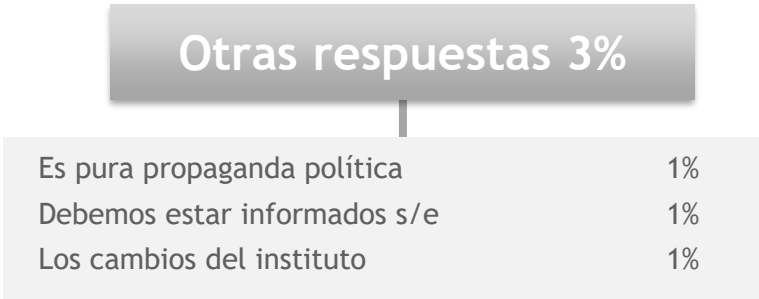 Otras respuestas 3%
Es pura propaganda política 1%
Debemos estar informados s/e 1%
Los cambios del instituto 1%